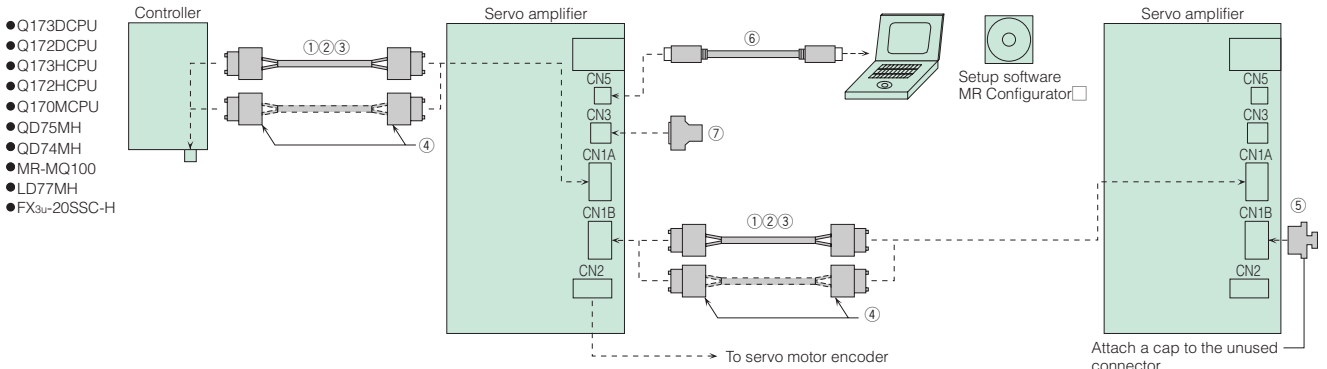 Controller
Servo amplifier
Servo amplifier
●Q173DCPU
●Q172DCPU
●Q173HCPU
●Q172HCPU
●Q170MCPU
●QD75MH
●QD74MH
●MR-MQ100
●LD77MH
●FX3U-20SSC-H
①②③
④
⑥
Setup software
MR Configurator□
CN5
CN3
⑦
CN1A
CN1B
CN2
①②③
④
To servo motor encoder
CN5
CN3
CN1A
CN1B
⑤
CN2
Attach a cap to the unused
connector